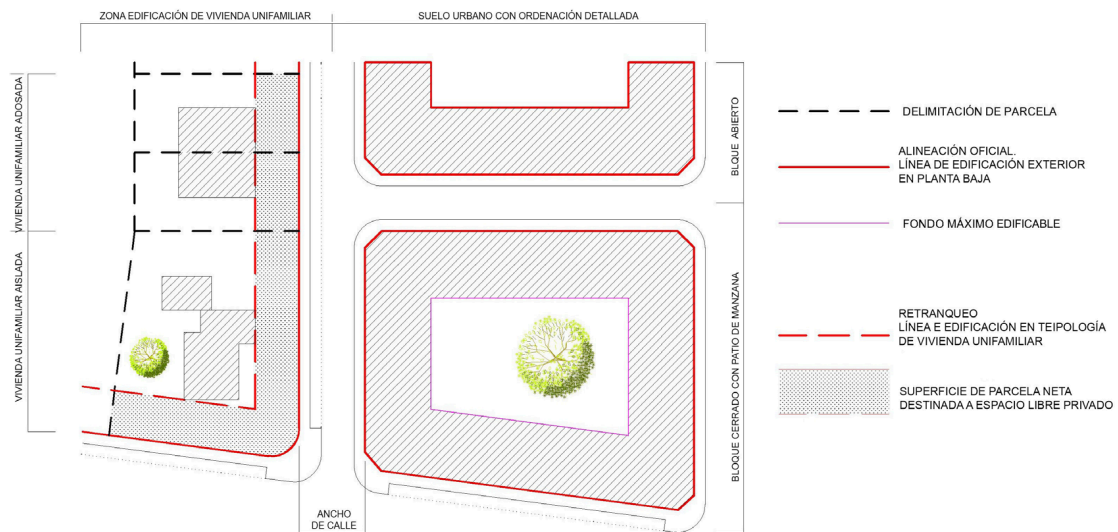 ZONA EDIFICACIÓN DE VIVIENDA UNIFAMILIAR
SUELO URBANO CON ORDENACIÓN DETALLADA
VIVIENDA UNIFAMILIAR ADOSADA
VIVIENDA UNIFAMILIAR AISLADA
BLQUE ABIERTO
BLOQUE CERRADO CON PATIO DE MANZANA
ANCHO
DE CALLE
DELIMITACIÓN DE PARCELA
ALINEACIÓN OFICIAL.
LÍNEA DE EDIFICACIÓN EXTERIOR
EN PLANTA BAJA
FONDO MÁXIMO EDIFICABLE
RETRANQUEO
LÍNEA E EDIFICACIÓN EN TEIPOLOGÍA
DE VIVIENDA UNIFAMILIAR
SUPERFICIE DE PARCELA NETA
DESTINADA A ESPACIO LIBRE PRIVADO